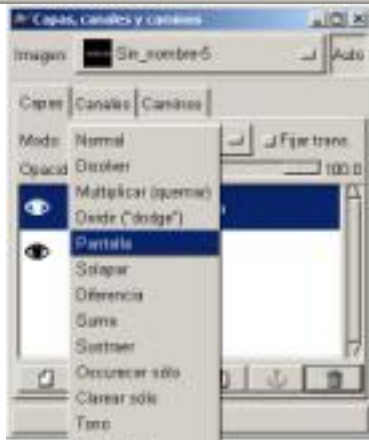 Capas, canales y caminos
Imagen: Sin_nombre-5 Auto
Capas Canales Caminos
Modo: Normal Fijar trans.
Opacid Disolver 100.0
Multiplicar (quemar)
Divide ("dodge")
Pantalla
Solapar
Diferencia
Suma
Sustraer
Oscurecer sólo
Clarear sólo
Tono